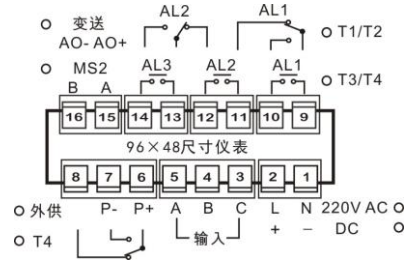 变送 AL2 AL1
AO- AO+ T1/T2
MS2 AL3 AL2 AL1 T3/T4
B A
16 15 14 13 12 11 10 9
96×48尺寸仪表
8 7 6 5 4 3 2 1
外供 P- P+ A B C L N 220V AC
T4 输入 + − DC